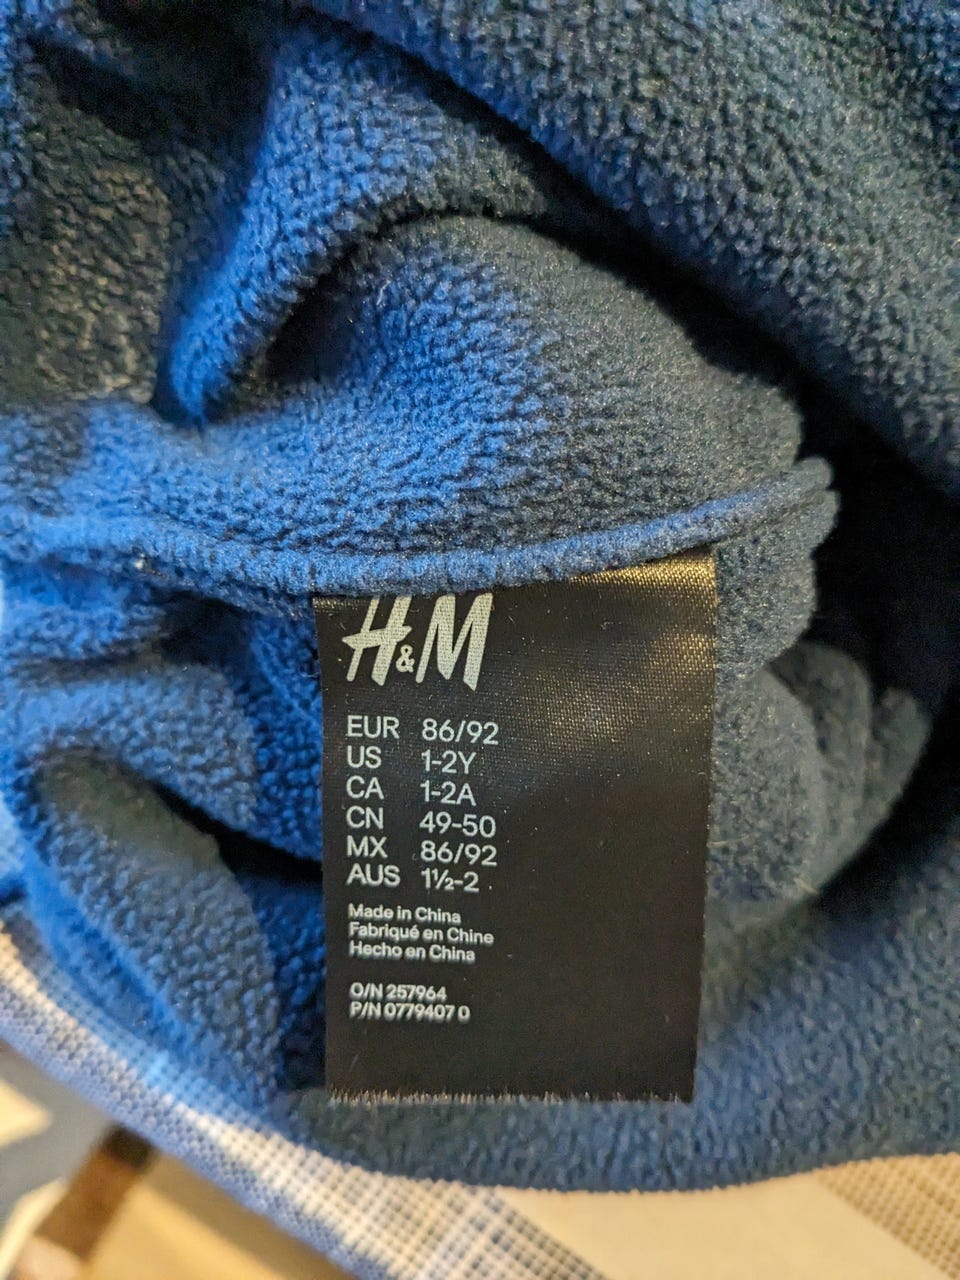 H&M
EUR 86/92
US 1-2Y
CA 1-2A
CN 49-50
MX 86/92
AUS 1½-2
Made in China
Fabriqué en Chine
Hecho en China
O/N 257964
P/N 0779407 0